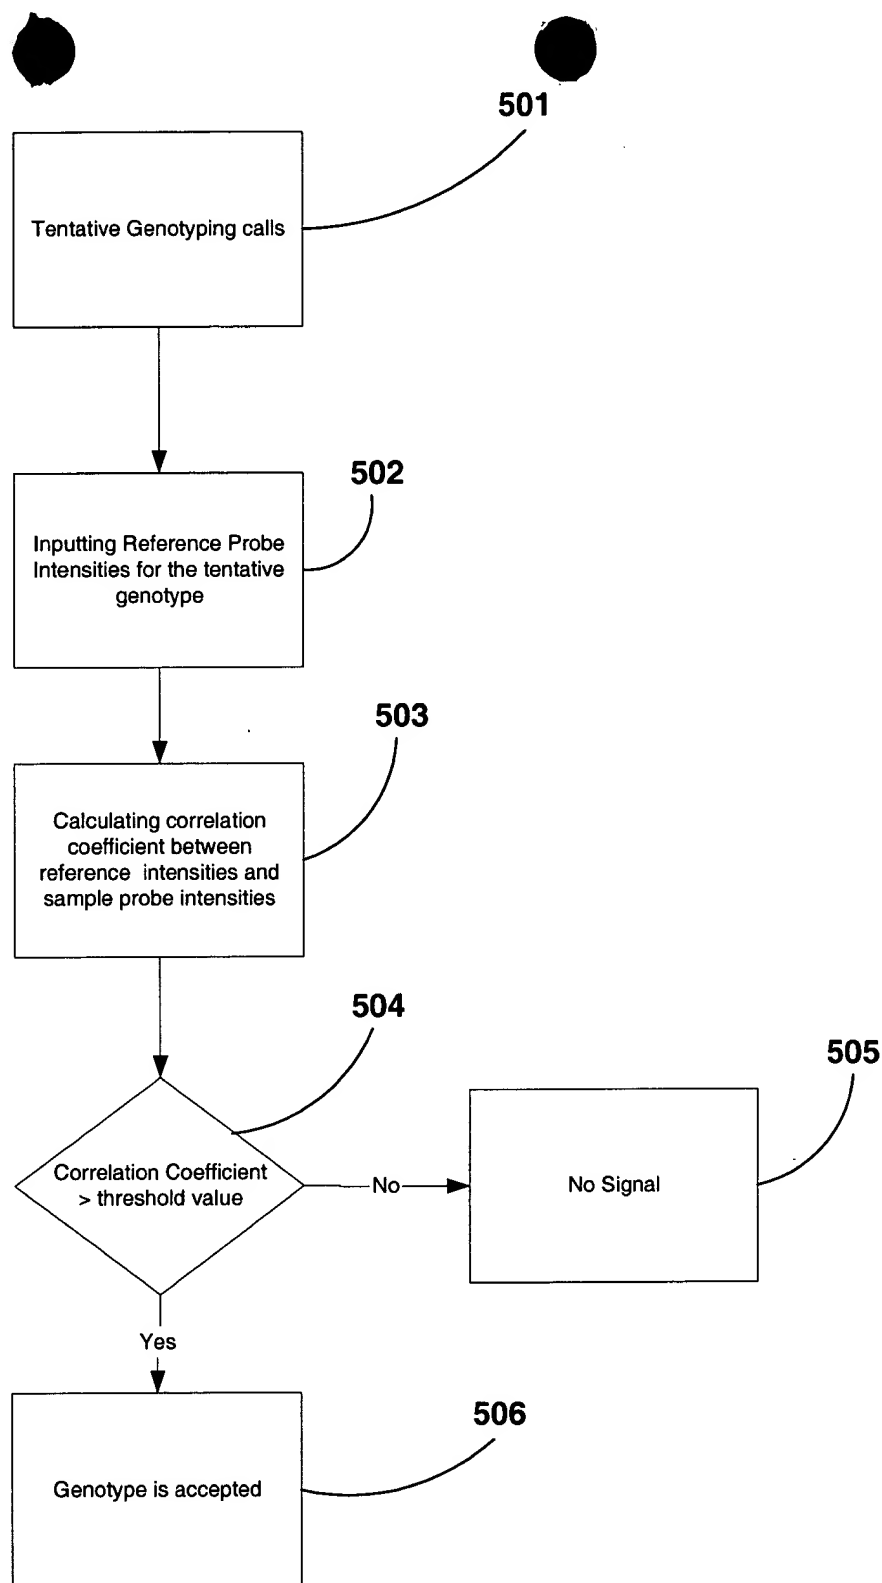 501
Tentative Genotyping calls
502
Inputting Reference Probe
Intensities for the tentative
genotype
503
Calculating correlation
coefficient between
reference intensities and
sample probe intensities
504
505
Correlation Coefficient
> threshold value
No
No Signal
Yes
506
Genotype is accepted